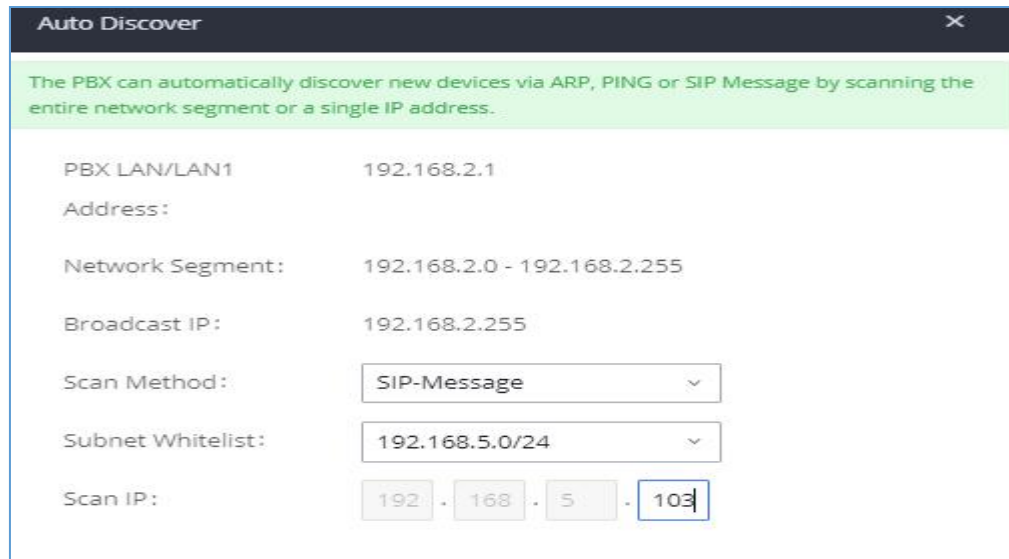 Auto Discover ×
The PBX can automatically discover new devices via ARP, PING or SIP Message by scanning the
entire network segment or a single IP address.
PBX LAN/LAN1 192.168.2.1
Address:
Network Segment: 192.168.2.0 - 192.168.2.255
Broadcast IP: 192.168.2.255
Scan Method: SIP-Message
Subnet Whitelist: 192.168.5.0/24
Scan IP: 192 . 168 . 5 . 103